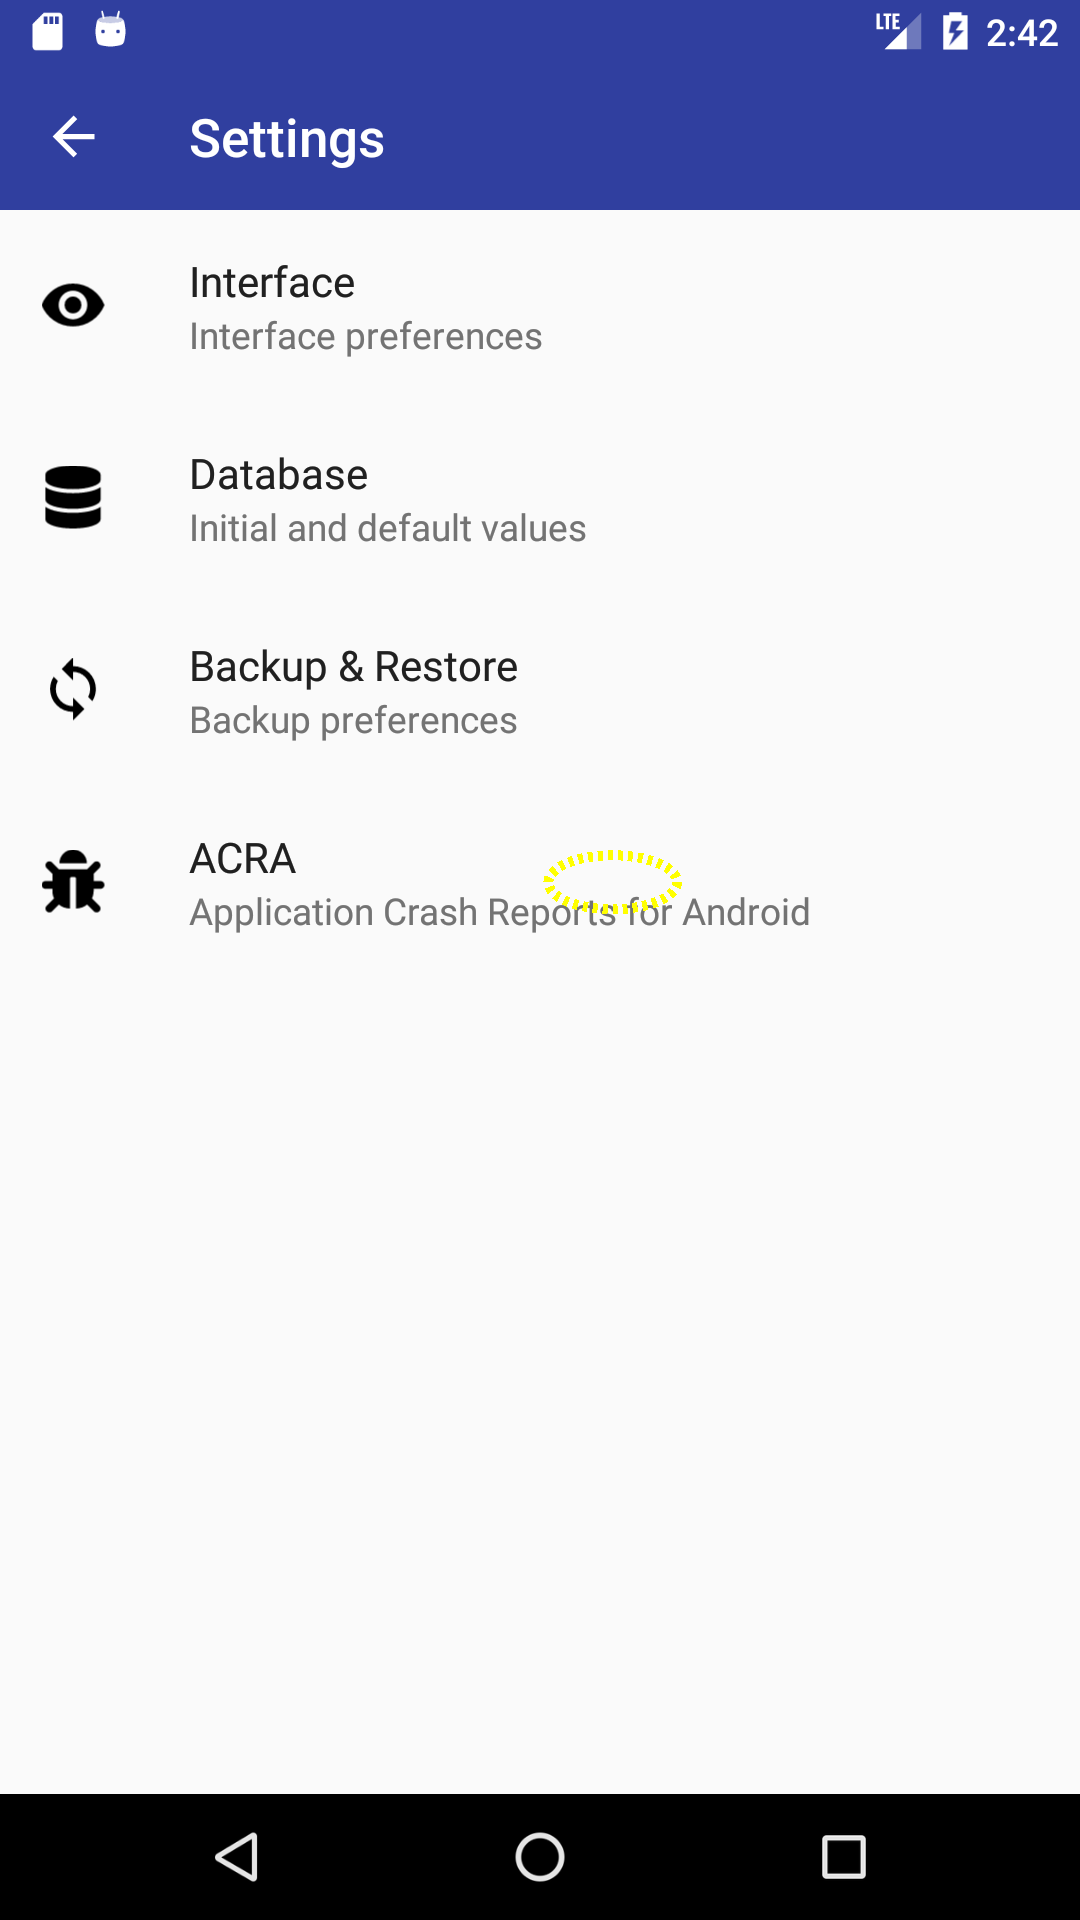 LTE 2:42
Settings
Interface
Interface preferences
Database
Initial and default values
Backup & Restore
Backup preferences
ACRA
Application Crash Reports for Android